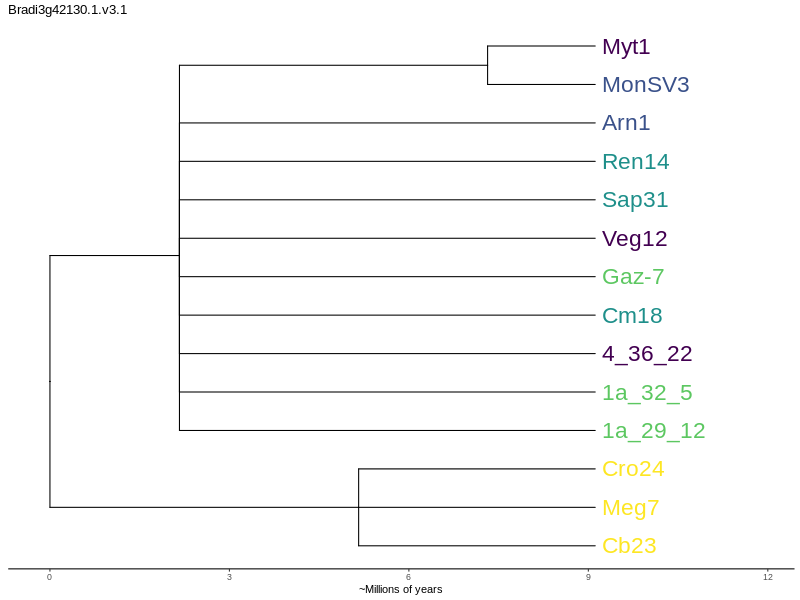 Bradi3g42130.1.v3.1
Myt1
MonSV3
Arn1
Ren14
Sap31
Veg12
Gaz-7
Cm18
4_36_22
1a_32_5
1a_29_12
Cro24
Meg7
Cb23
0 3 6 9 12
~Millions of years